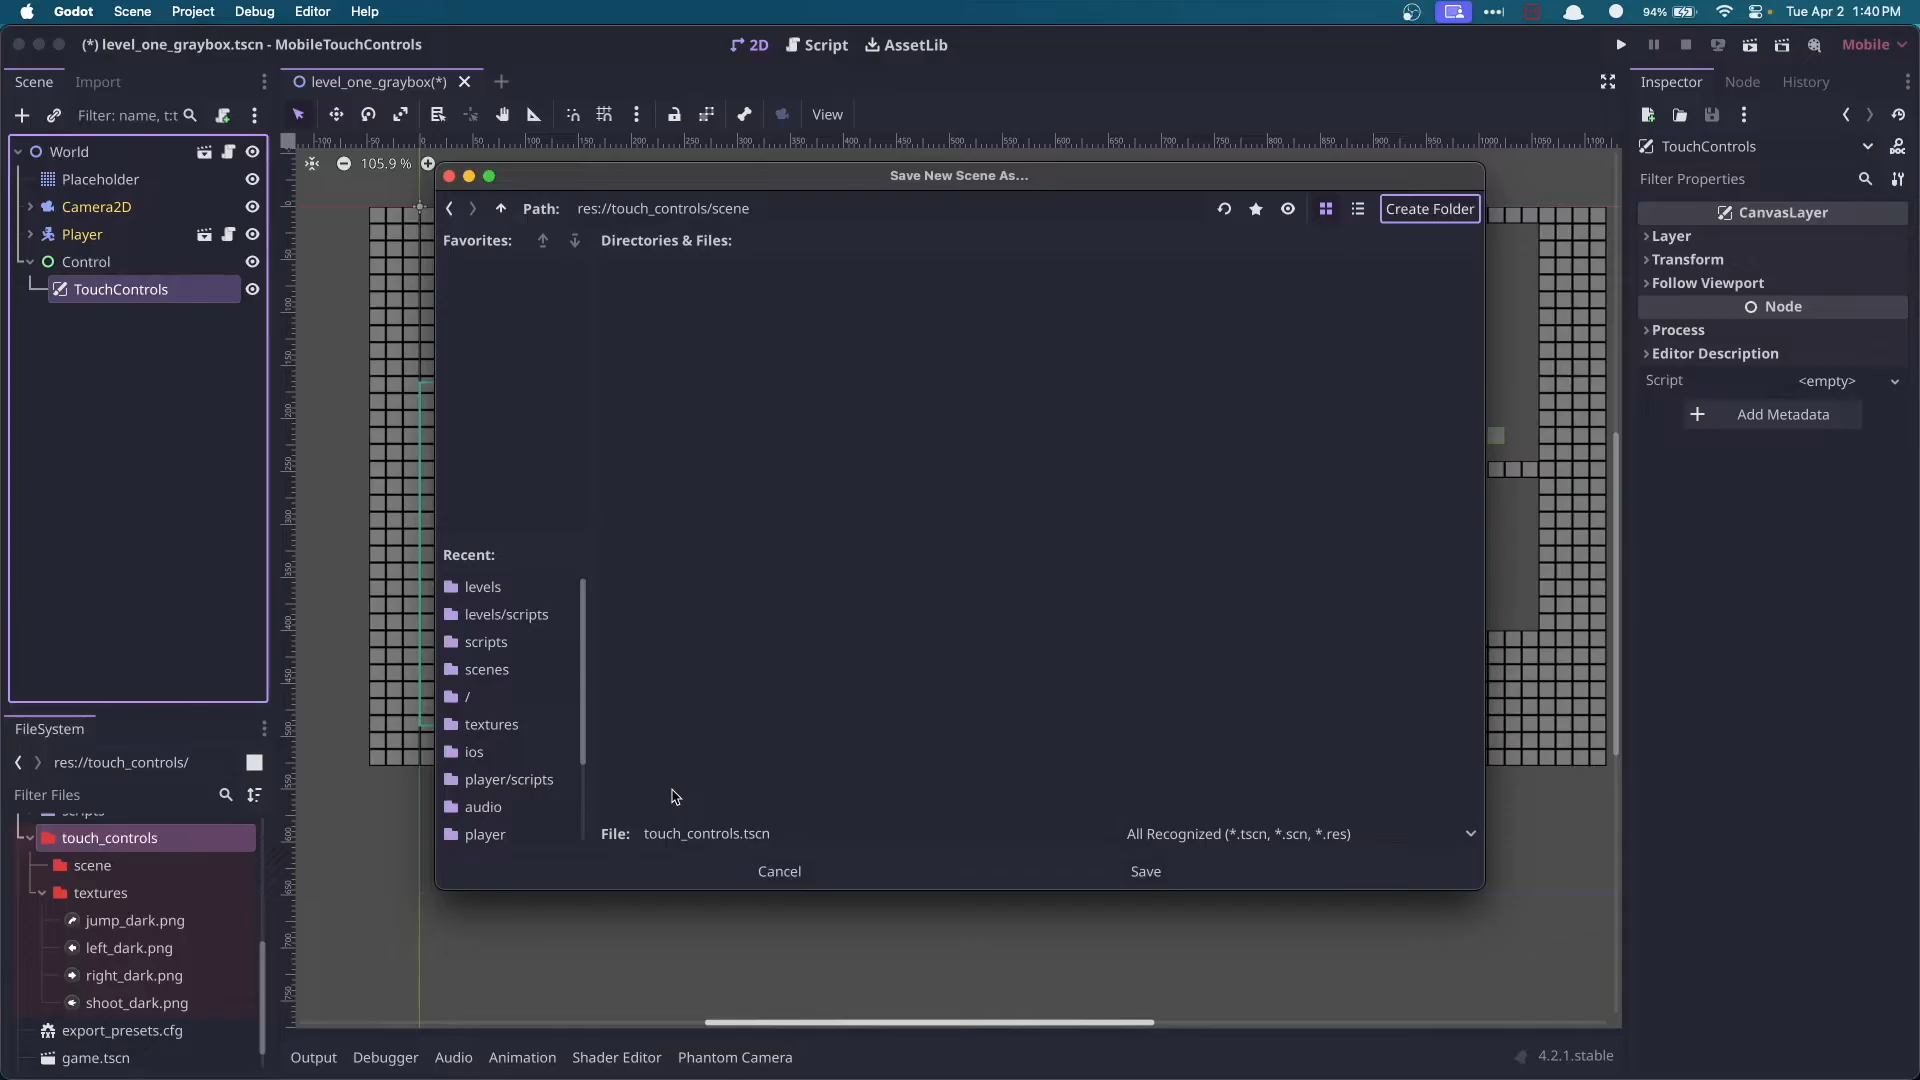 Godot Scene Project Debug Editor Help
94% Tue Apr 2 1:40 PM
(*) level_one_graybox.tscn - MobileTouchControls
2D Script AssetLib
Mobile
Scene Import
level_one_graybox(*)
Inspector Node History
Filter: name, t:t
View
World
Placeholder
Camera2D
Player
Control
TouchControls
105.9 %
Save New Scene As...
Path: res://touch_controls/scene
Create Folder
Favorites:
Directories & Files:
Recent:
levels
levels/scripts
scripts
scenes
/
textures
ios
player/scripts
audio
player
File: touch_controls.tscn
All Recognized (*.tscn, *.scn, *.res)
Cancel
Save
TouchControls
Filter Properties
CanvasLayer
Layer
Transform
Follow Viewport
Node
Process
Editor Description
Script <empty>
Add Metadata
FileSystem
res://touch_controls/
Filter Files
scripts
touch_controls
scene
textures
jump_dark.png
left_dark.png
right_dark.png
shoot_dark.png
export_presets.cfg
game.tscn
Output Debugger Audio Animation Shader Editor Phantom Camera
4.2.1.stable